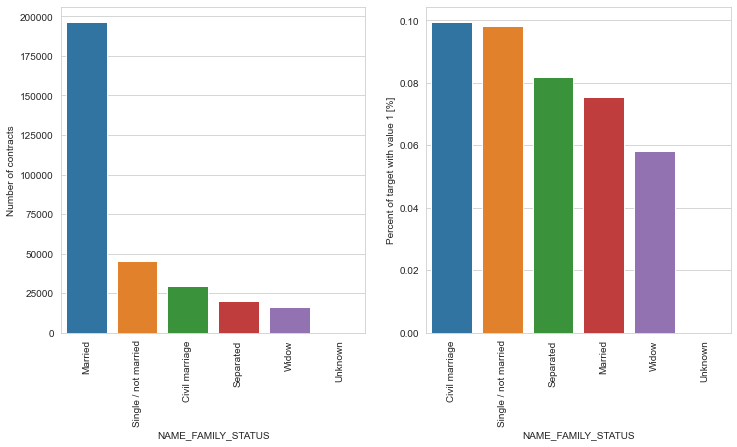 200000
175000
150000
125000
100000
75000
50000
25000
0
Number of contracts
Married
Single / not married
Civil marriage
Separated
Widow
Unknown
NAME_FAMILY_STATUS
0.10
0.08
0.06
0.04
0.02
0.00
Percent of target with value 1 [%]
Civil marriage
Single / not married
Separated
Married
Widow
Unknown
NAME_FAMILY_STATUS